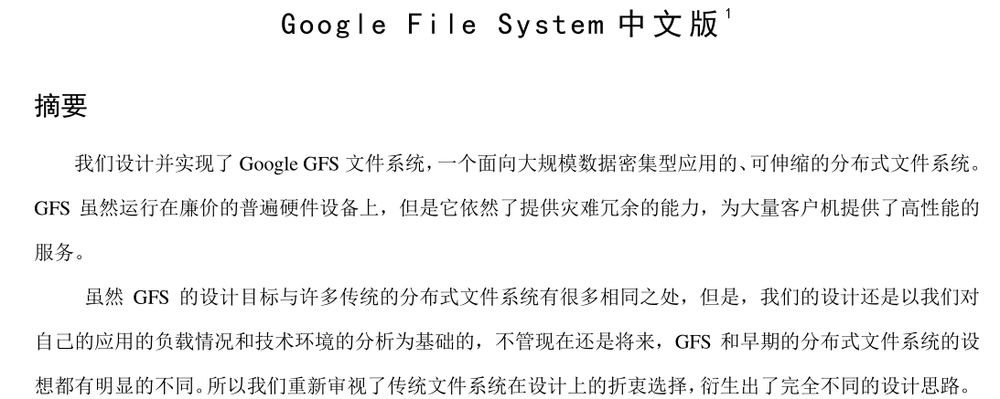 Google File System 中文版1
摘要
我们设计并实现了 Google GFS 文件系统，一个面向大规模数据密集型应用的、可伸缩的分布式文件系统。
GFS 虽然运行在廉价的普遍硬件设备上，但是它依然了提供灾难冗余的能力，为大量客户机提供了高性能的
服务。
虽然 GFS 的设计目标与许多传统的分布式文件系统有很多相同之处，但是，我们的设计还是以我们对
自己的应用的负载情况和技术环境的分析为基础的，不管现在还是将来，GFS 和早期的分布式文件系统的设
想都有明显的不同。所以我们重新审视了传统文件系统在设计上的折衷选择，衍生出了完全不同的设计思路。